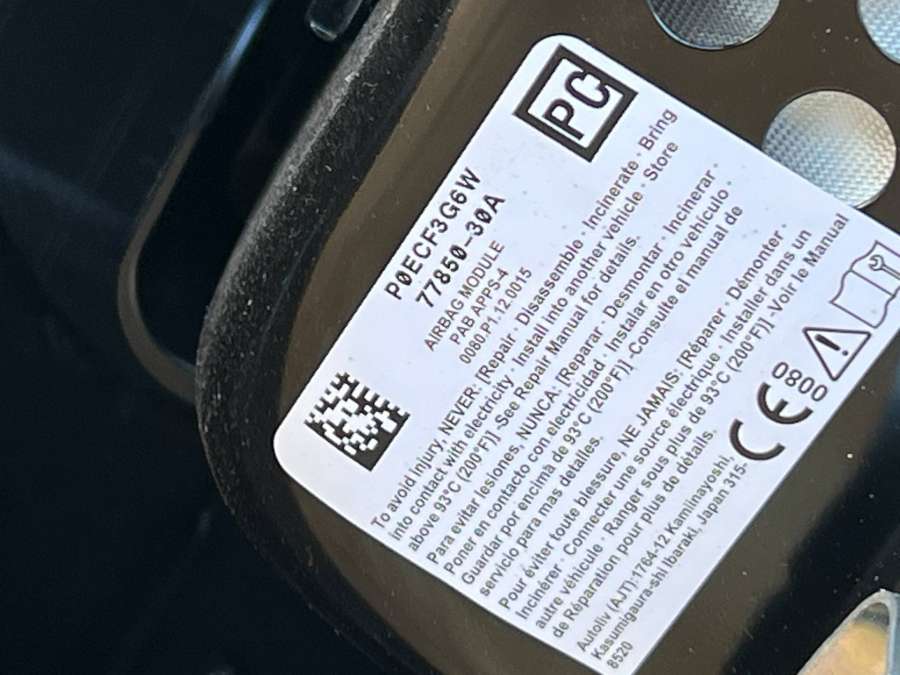 PG
P0ECF3G6W
77850-30A
AIRBAG MODULE
PAB APPS-4
0080.P1.12.0015
To avoid injury, NEVER: [Repair · Disassemble · Incinerate · Bring
into contact with electricity · Install into another vehicle · Store
above 93°C (200°F)] -See Repair Manual for details.
Para evitar lesiones, NUNCA: [Reparar · Desmontar · Incinerar ·
Poner en contacto con electricidad · Instalar en otro vehículo ·
Guardar por encima de 93°C (200°F)] -Consulte el manual de
servicio para mas detalles.
Pour éviter toute blessure, NE JAMAIS: [Réparer · Démonter ·
Incinérer · Connecter une source électrique · Installer dans un
autre véhicule · Ranger sous plus de 93°C (200°F)] -Voir le Manual
de Réparation pour plus de détails.
Autoliv (AJT): 1764-12 Kamiinayoshi,
Kasumigaura-shi Ibaraki, Japan 315-
8520
CE
0800